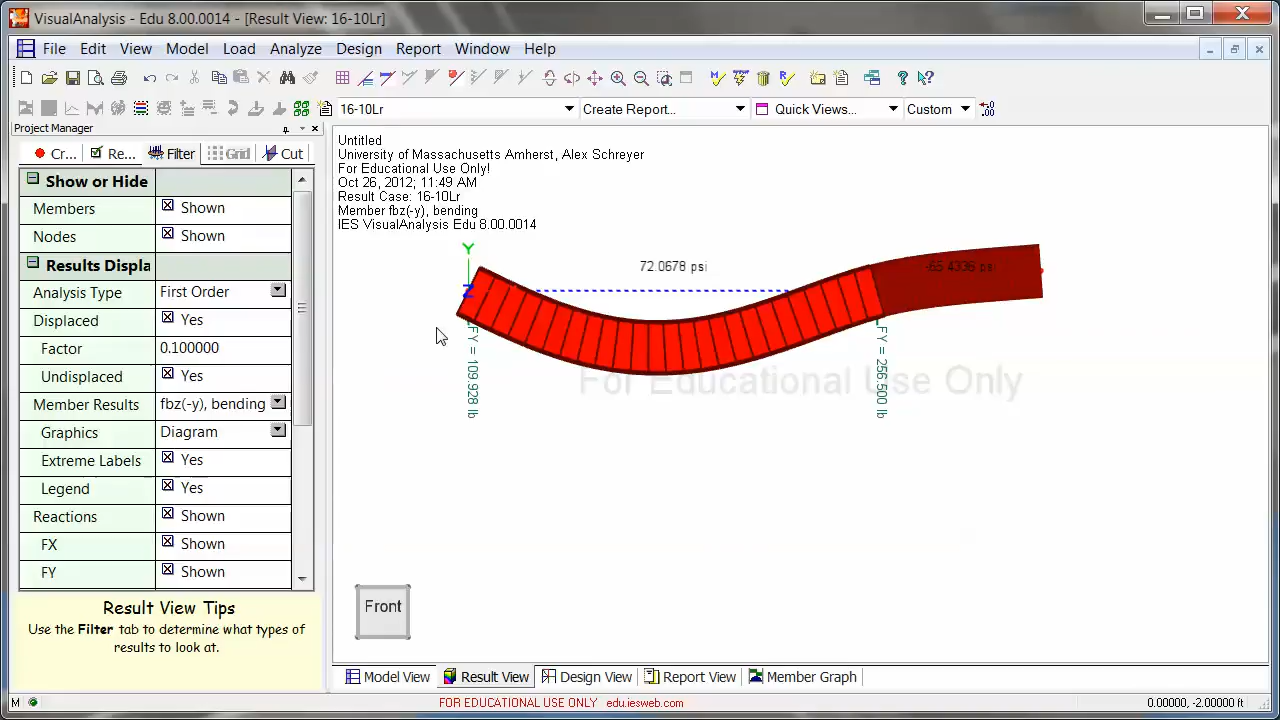 VisualAnalysis - Edu 8.00.0014 - [Result View: 16-10Lr]
File Edit View Model Load Analyze Design Report Window Help
16-10Lr Create Report... Quick Views... Custom
Project Manager
Cr... Re... Filter Grid Cut
Show or Hide
Members Shown
Nodes Shown
Results Displa
Analysis Type First Order
Displaced Yes
Factor 0.100000
Undisplaced Yes
Member Results fbz(-y), bending
Graphics Diagram
Extreme Labels Yes
Legend Yes
Reactions Shown
FX Shown
FY Shown
Result View Tips
Use the Filter tab to determine what types of
results to look at.
Untitled
University of Massachusetts Amherst, Alex Schreyer
For Educational Use Only!
Oct 26, 2012; 11:49 AM
Result Case: 16-10Lr
Member fbz(-y), bending
IES VisualAnalysis Edu 8.00.0014
Y
Z
72.0678 psi
-65.4336 psi
FY = 109.928 lb
FY = 256.500 lb
For Educational Use Only
Front
Model View Result View Design View Report View Member Graph
M FOR EDUCATIONAL USE ONLY edu.iesweb.com 0.00000, -2.00000 ft